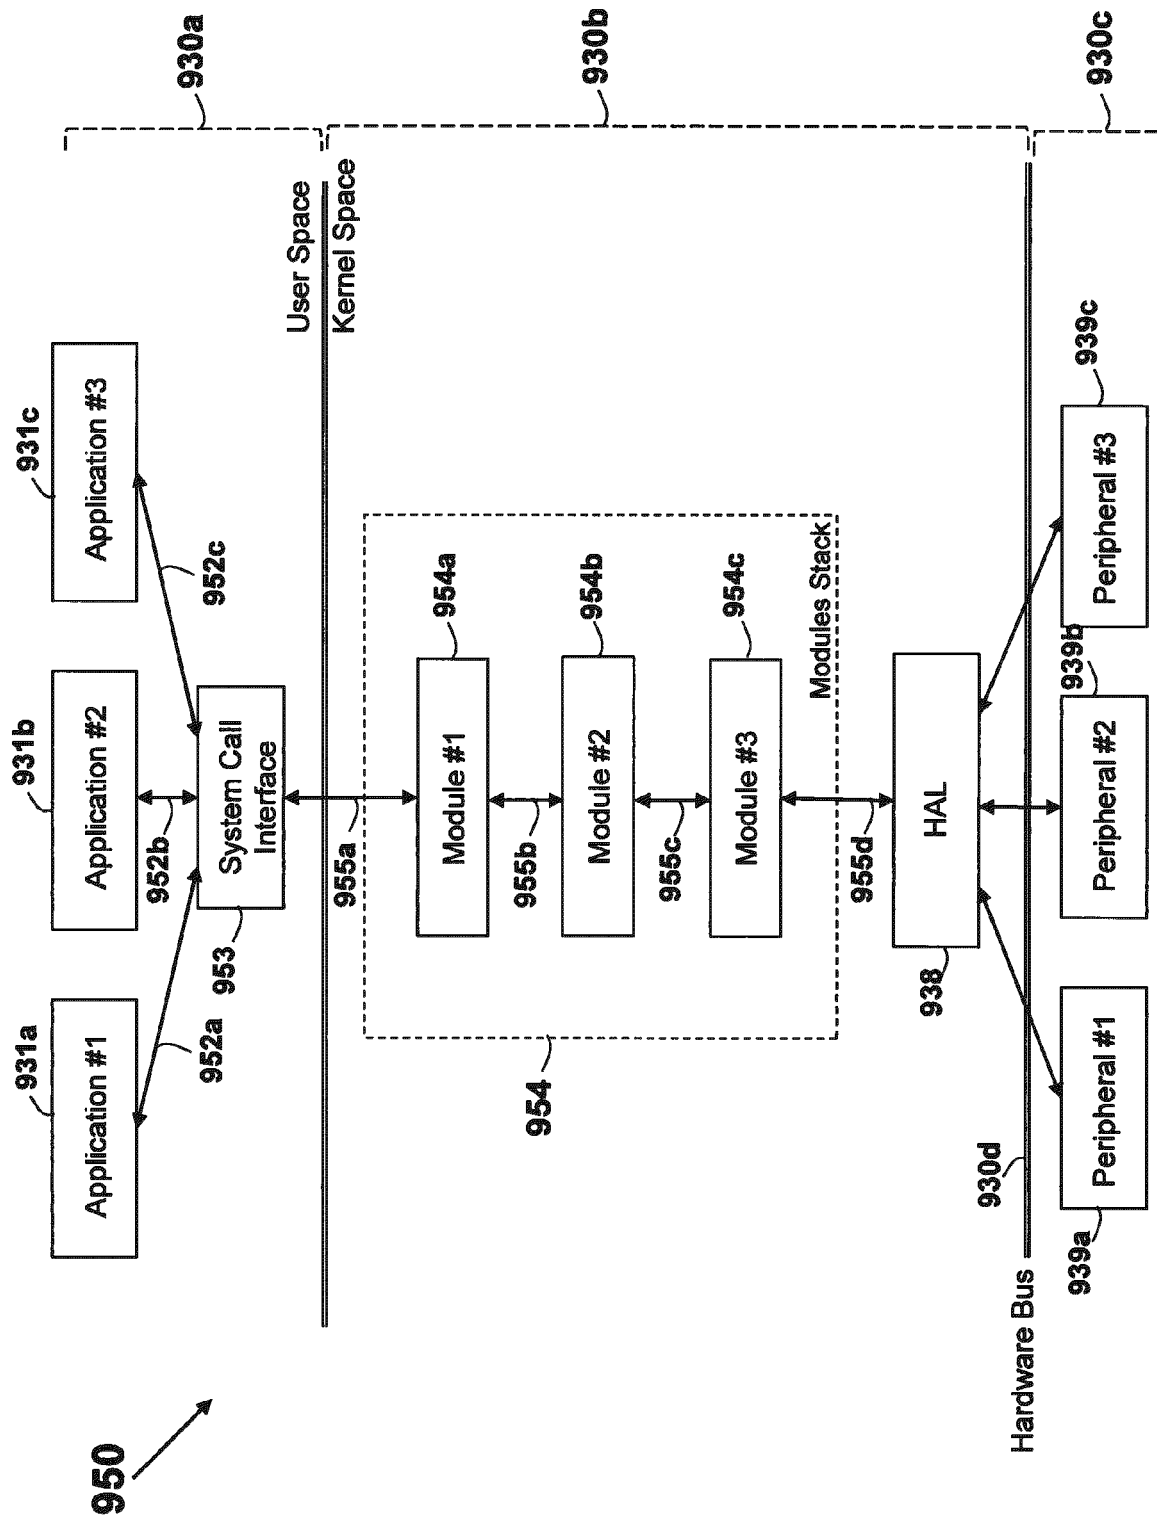 950
931a
931b
931c
930a
Application #1
Application #2
Application #3
952a
952b
952c
953
System Call
Interface
User Space
Kernel Space
955a
930b
954
Module #1
954a
955b
Module #2
954b
955c
Module #3
954c
Modules Stack
955d
938
HAL
930d
Hardware Bus
939a
939b
939c
930c
Peripheral #1
Peripheral #2
Peripheral #3